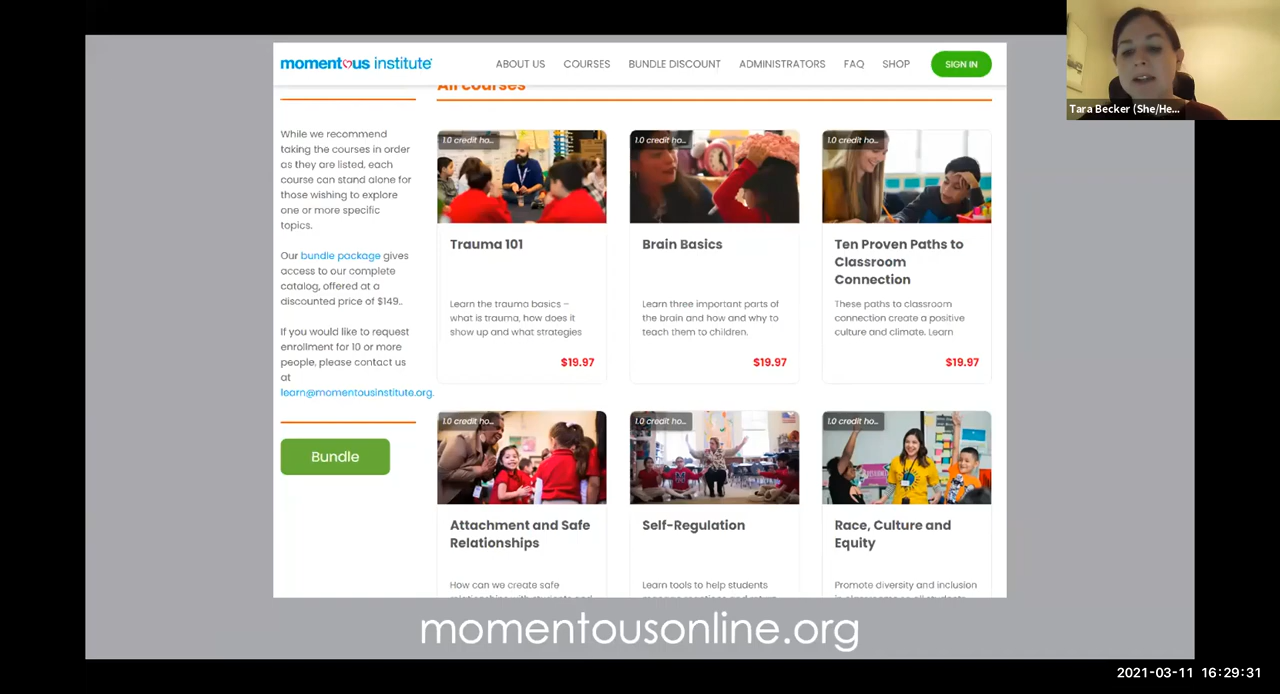 momentous institute
ABOUT US
COURSES
BUNDLE DISCOUNT
ADMINISTRATORS
FAQ
SHOP
SIGN IN
Tara Becker (She/He...
All courses
While we recommend
taking the courses in order
as they are listed, each
course can stand alone for
those wishing to explore
one or more specific
topics.
Our bundle package gives
access to our complete
catalog, offered at a
discounted price of $149..
If you would like to request
enrollment for 10 or more
people, please contact us
at
learn@momentousinstitute.org.
Bundle
1.0 credit ho...
Trauma 101
Learn the trauma basics –
what is trauma, how does it
show up and what strategies
$19.97
1.0 credit ho...
Brain Basics
Learn three important parts of
the brain and how and why to
teach them to children.
$19.97
1.0 credit ho...
Ten Proven Paths to
Classroom
Connection
These paths to classroom
connection create a positive
culture and climate. Learn
$19.97
1.0 credit ho...
Attachment and Safe
Relationships
How can we create safe
1.0 credit ho...
Self-Regulation
Learn tools to help students
1.0 credit ho...
Race, Culture and
Equity
Promote diversity and inclusion
momentousonline.org
2021-03-11 16:29:31